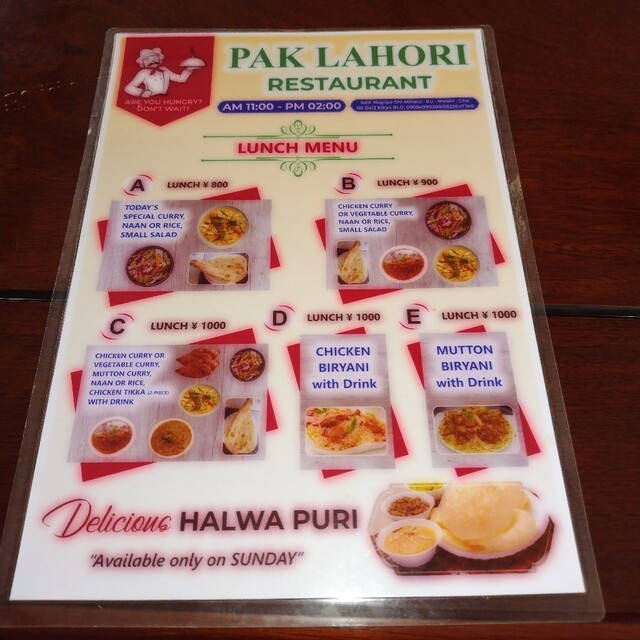 PAK LAHORI
RESTAURANT
ARE YOU HUNGRY?
DON'T WAIT!
AM 11:00 - PM 02:00
LUNCH MENU
A
LUNCH ¥ 800
TODAY'S
SPECIAL CURRY,
NAAN OR RICE,
SMALL SALAD
B
LUNCH ¥ 900
CHICKEN CURRY
OR VEGETABLE CURRY,
NAAN OR RICE,
SMALL SALAD
C
LUNCH ¥ 1000
CHICKEN CURRY OR
VEGETABLE CURRY,
MUTTON CURRY,
NAAN OR RICE,
CHICKEN TIKKA (2-PIECE)
WITH DRINK
D
LUNCH ¥ 1000
CHICKEN
BIRYANI
with Drink
E
LUNCH ¥ 1000
MUTTON
BIRYANI
with Drink
Delicious HALWA PURI
"Available only on SUNDAY"